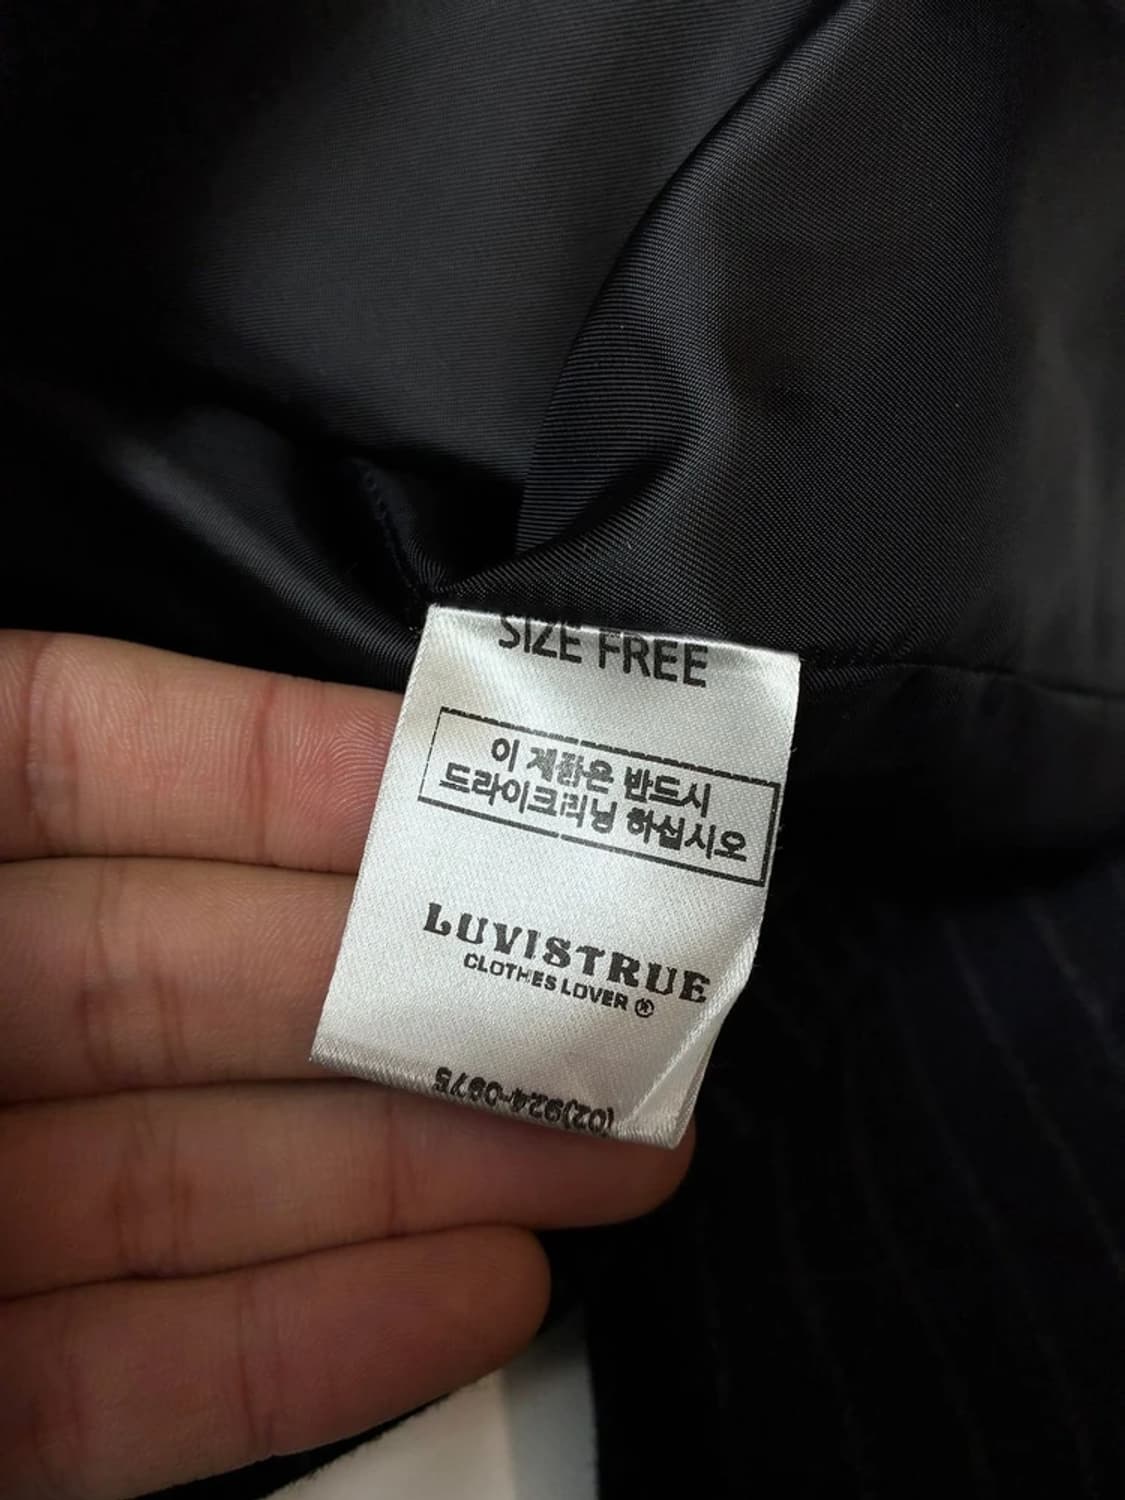 SIZE FREE
이 제품은 반드시
드라이크리닝 하십시오
LUVISTRUE
CLOTHES LOVER ®
(02)924-0975